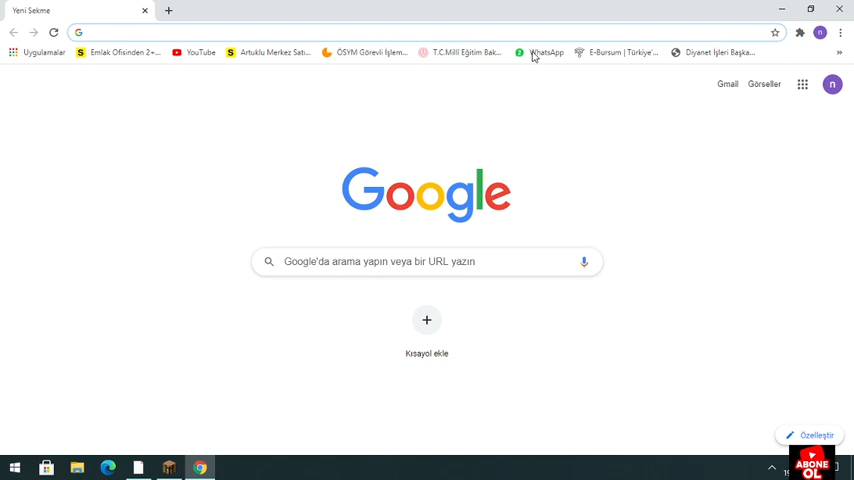 Yeni Sekme
Uygulamalar
Emlak Ofisinden 2+...
YouTube
Artuklu Merkez Satı...
ÖSYM Görevli İşlem...
T.C.Millî Eğitim Bak...
WhatsApp
E-Bursum | Türkiye'...
Diyanet İşleri Başka...
Gmail Görseller
n
Google
Google'da arama yapın veya bir URL yazın
Kısayol ekle
Özelleştir
ABONE
OL